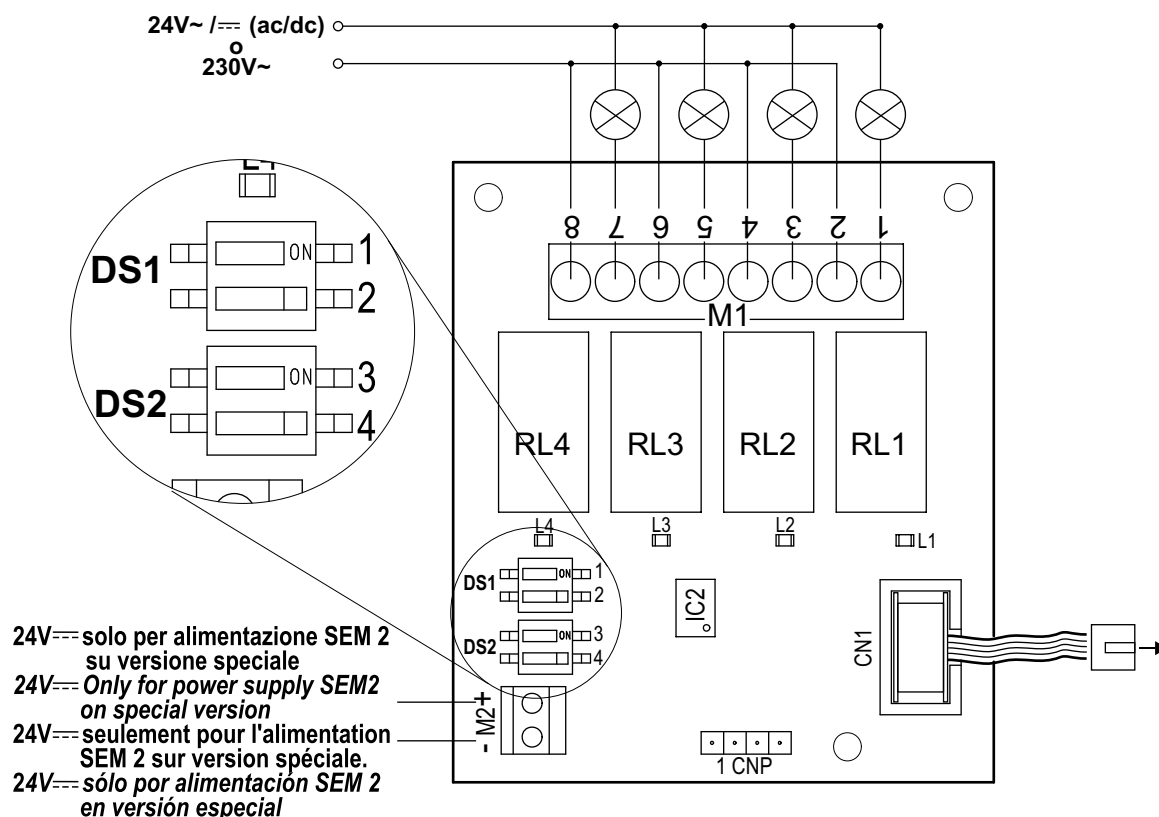 24V~ /⎓ (ac/dc)
o
230V~
L4
DS1
ON
1
2
DS2
ON
3
4
8 7 6 5 4 3 2 1
M1
RL4 RL3 RL2 RL1
L4 L3 L2 L1
DS1
ON
1
2
DS2
ON
3
4
IC2
CN1
- M2+
1 CNP
24V⎓ solo per alimentazione SEM 2
su versione speciale
24V⎓ Only for power supply SEM2
on special version
24V⎓ seulement pour l'alimentation
SEM 2 sur version spéciale.
24V⎓ sólo por alimentación SEM 2
en versión especial